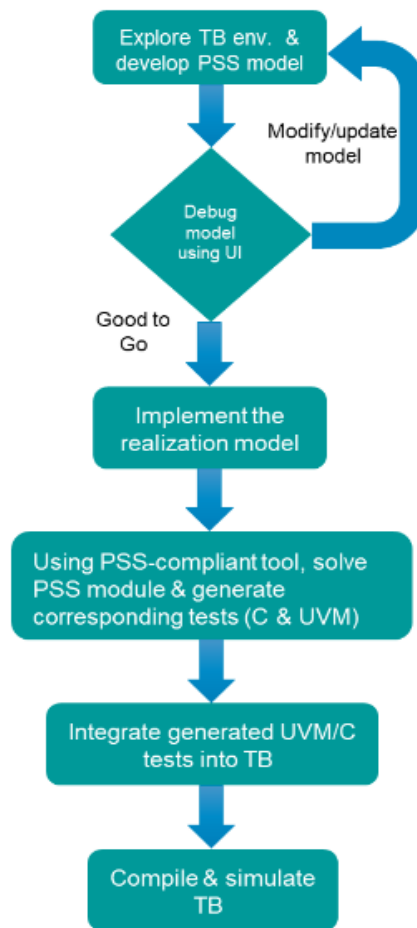 Explore TB env. &
develop PSS model
Modify/update
model
Debug
model
using UI
Good to
Go
Implement the
realization model
Using PSS-compliant tool, solve
PSS module & generate
corresponding tests (C & UVM)
Integrate generated UVM/C
tests into TB
Compile & simulate
TB